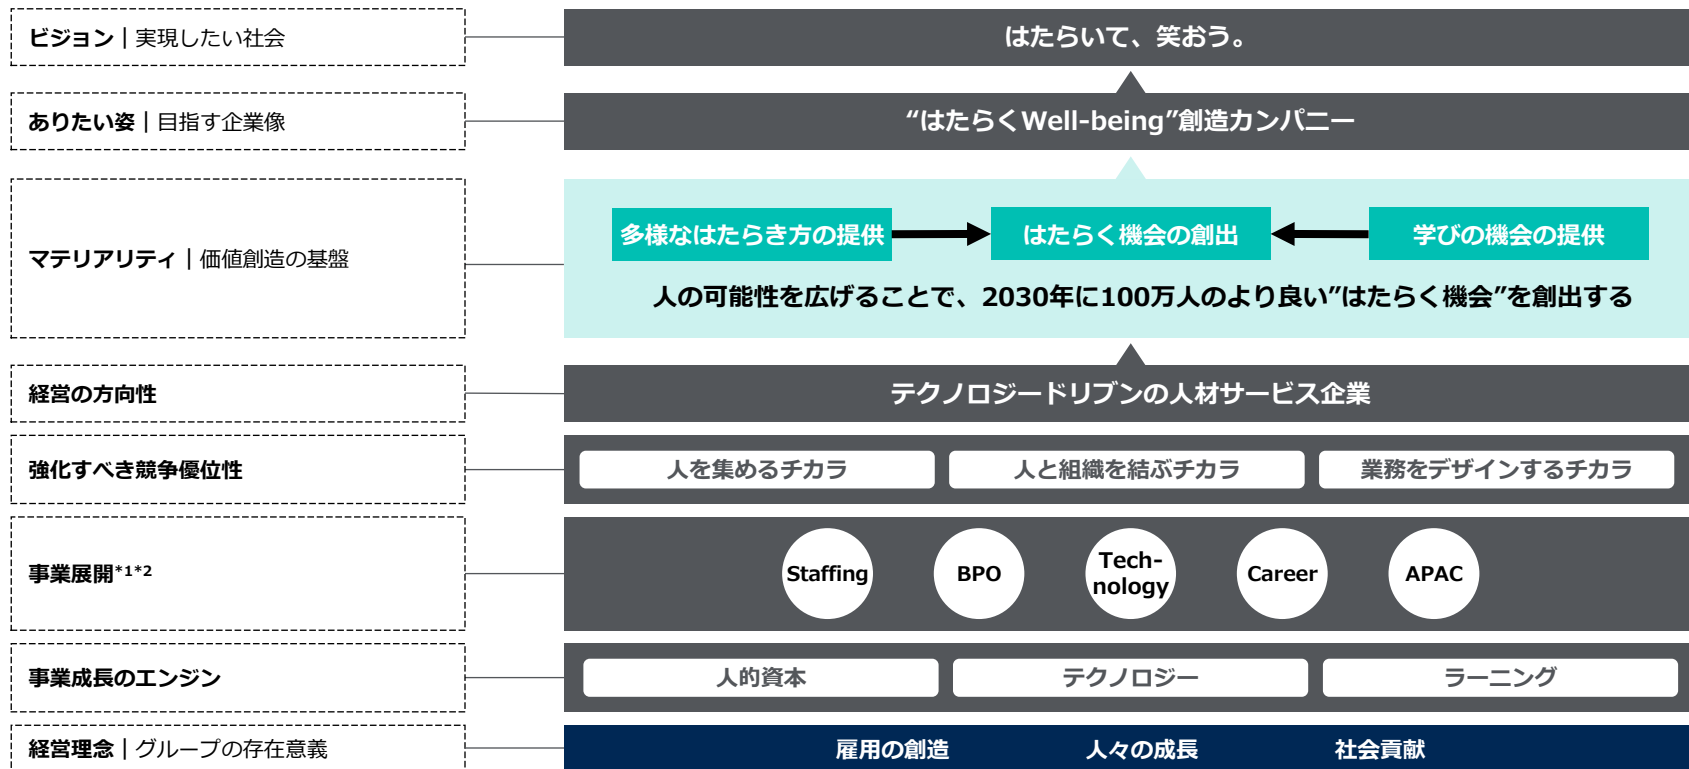 ビジョン｜実現したい社会
はたらいて、笑おう。
ありたい姿｜目指す企業像
“はたらくWell-being”創造カンパニー
マテリアリティ｜価値創造の基盤
多様なはたらき方の提供
はたらく機会の創出
学びの機会の提供
人の可能性を広げることで、2030年に100万人のより良い”はたらく機会”を創出する
経営の方向性
テクノロジードリブンの人材サービス企業
強化すべき競争優位性
人を集めるチカラ
人と組織を結ぶチカラ
業務をデザインするチカラ
事業展開*1*2
Staffing
BPO
Tech-
nology
Career
APAC
事業成長のエンジン
人的資本
テクノロジー
ラーニング
経営理念｜グループの存在意義
雇用の創造
人々の成長
社会貢献